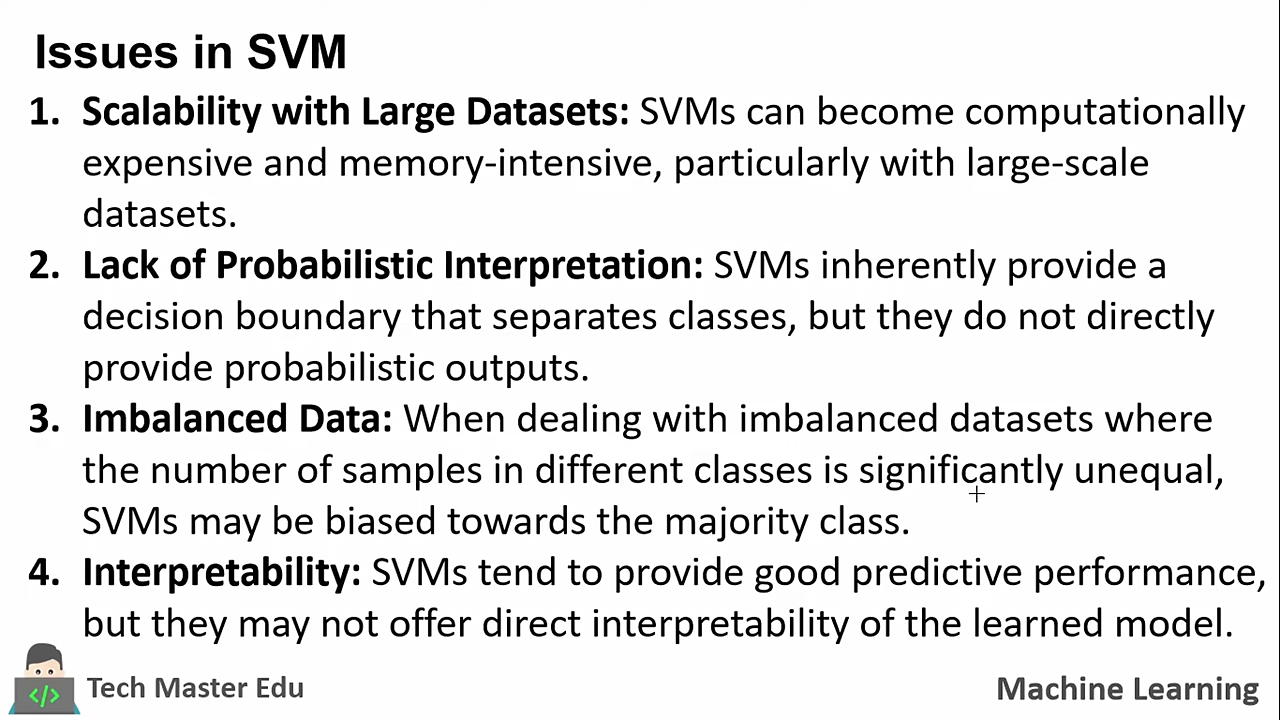 Issues in SVM
1. Scalability with Large Datasets: SVMs can become computationally
expensive and memory-intensive, particularly with large-scale
datasets.
2. Lack of Probabilistic Interpretation: SVMs inherently provide a
decision boundary that separates classes, but they do not directly
provide probabilistic outputs.
3. Imbalanced Data: When dealing with imbalanced datasets where
the number of samples in different classes is significantly unequal,
SVMs may be biased towards the majority class.
4. Interpretability: SVMs tend to provide good predictive performance,
but they may not offer direct interpretability of the learned model.
</>
Tech Master Edu
Machine Learning